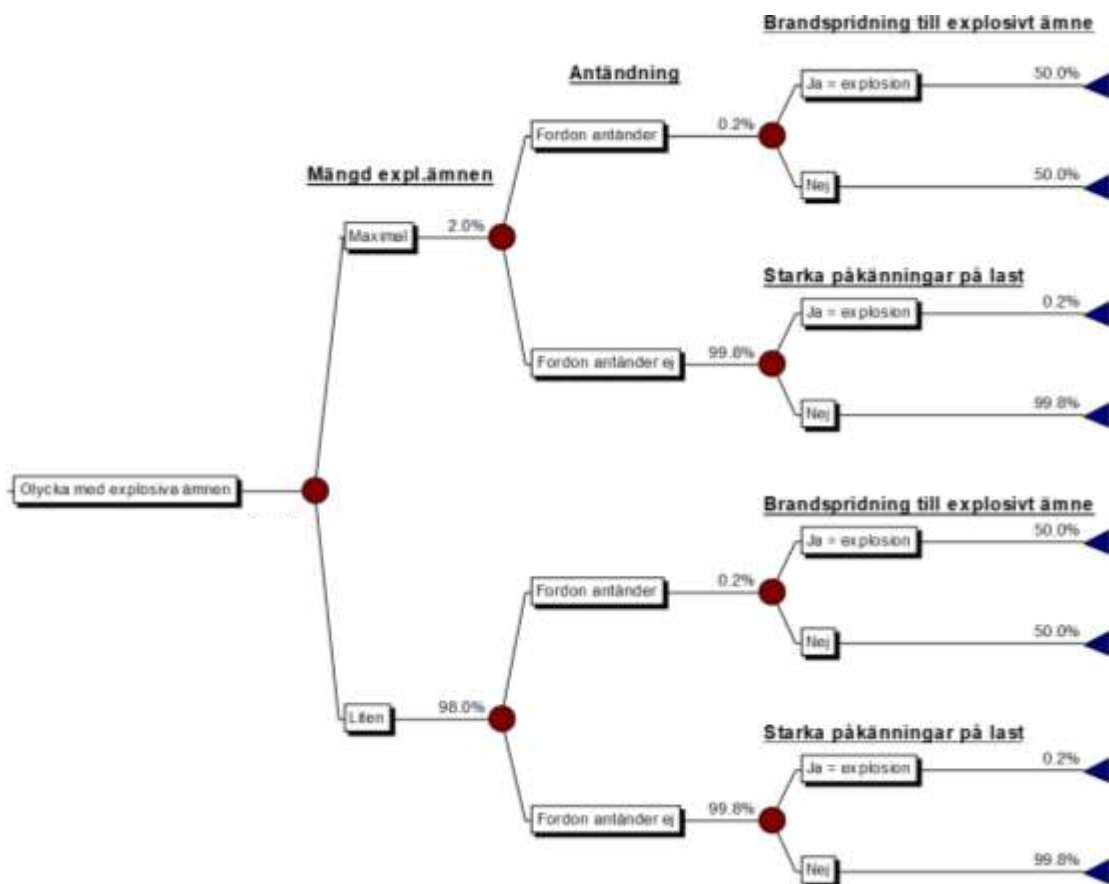 Brandspridning till explosivt ämne
50.0%
Antändning
Ja = explosion
Fordon antänder
0.2%
Mängd expl.ämnen
Nej
50.0%
Maximal
2.0%
Starka påkänningar på last
Ja = explosion
0.2%
Fordon antänder ej
99.8%
Nej
99.8%
Olycka med explosiva ämnen
Brandspridning till explosivt ämne
Ja = explosion
50.0%
Fordon antänder
0.2%
Nej
50.0%
Liten
98.0%
Starka påkänningar på last
Ja = explosion
0.2%
Fordon antänder ej
99.8%
Nej
99.8%